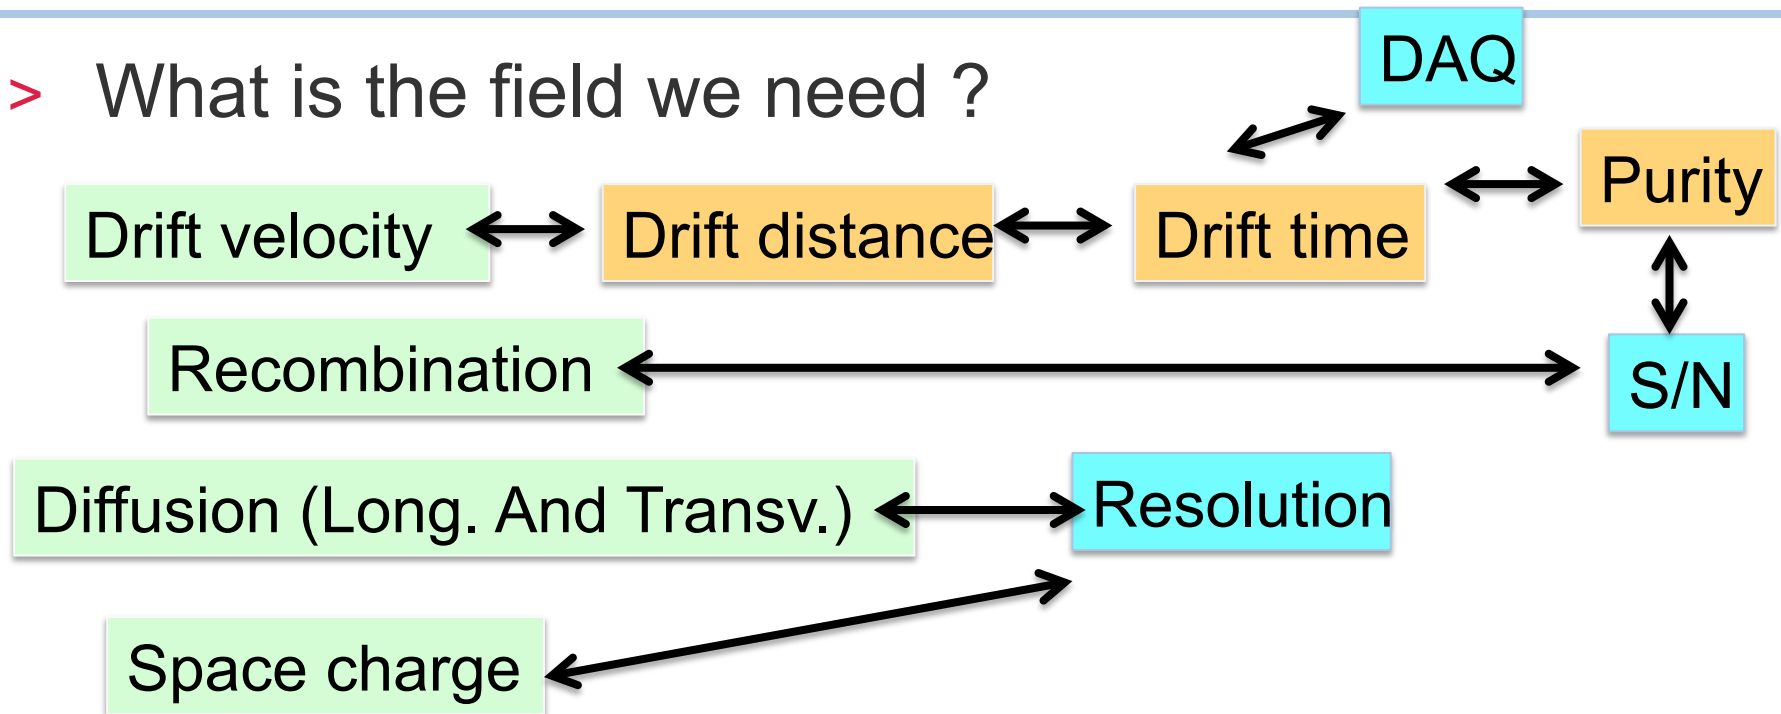 > What is the field we need ?
DAQ
Drift velocity
Drift distance
Drift time
Purity
Recombination
S/N
Diffusion (Long. And Transv.)
Resolution
Space charge